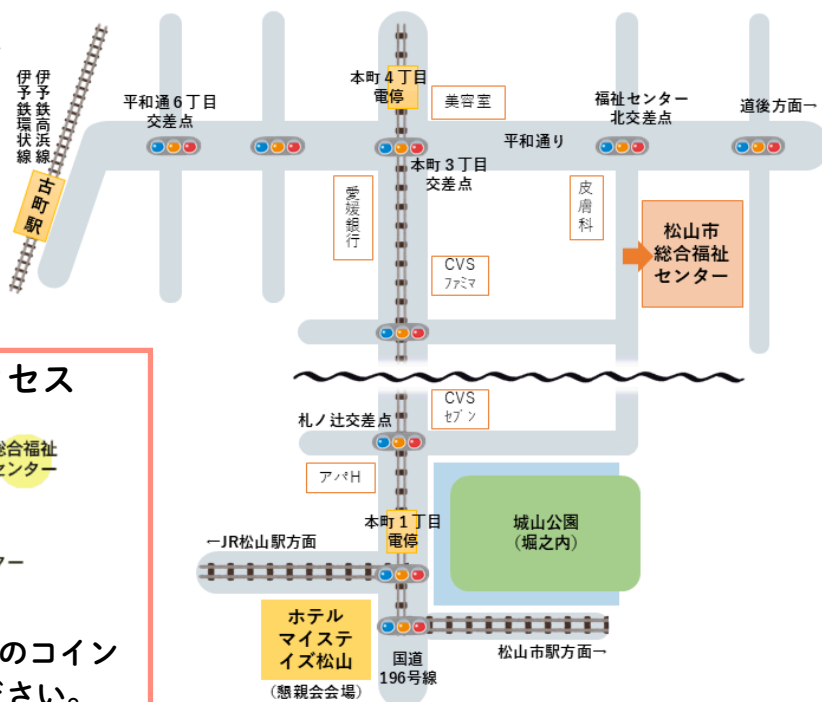 伊予鉄高浜線
伊予鉄環状線
古町駅
平和通6丁目
交差点
本町4丁目
電停
美容室
福祉センター
北交差点
道後方面→
平和通り
本町3丁目
交差点
愛媛銀行
皮膚科
松山市
総合福祉
センター
CVS
ファミマ
セス
総合福祉
センター
CVS
セブン
札ノ辻交差点
アパH
本町1丁目
電停
城山公園
(堀之内)
←JR松山駅方面
ター
ホテル
マイステ
イズ松山
(懇親会会場)
国道
196号線
松山市駅方面→
のコイン
ださい。